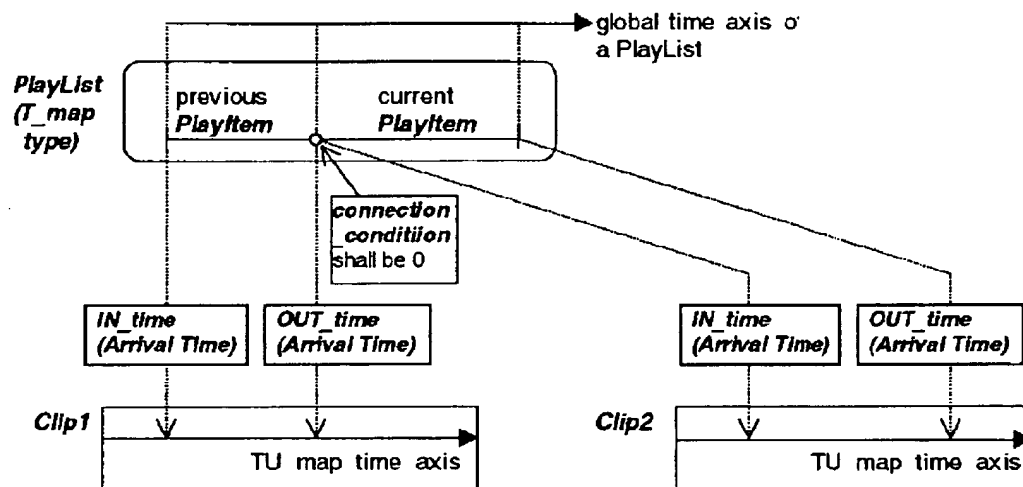 global time axis o
a PlayList
PlayList
(T_map
type)
previous
PlayItem
current
PlayItem
connection
_conditiion
shall be 0
IN_time
(Arrival Time)
OUT_time
(Arrival Time)
IN_time
(Arrival Time)
OUT_time
(Arrival Time)
Clip1
TU map time axis
Clip2
TU map time axis